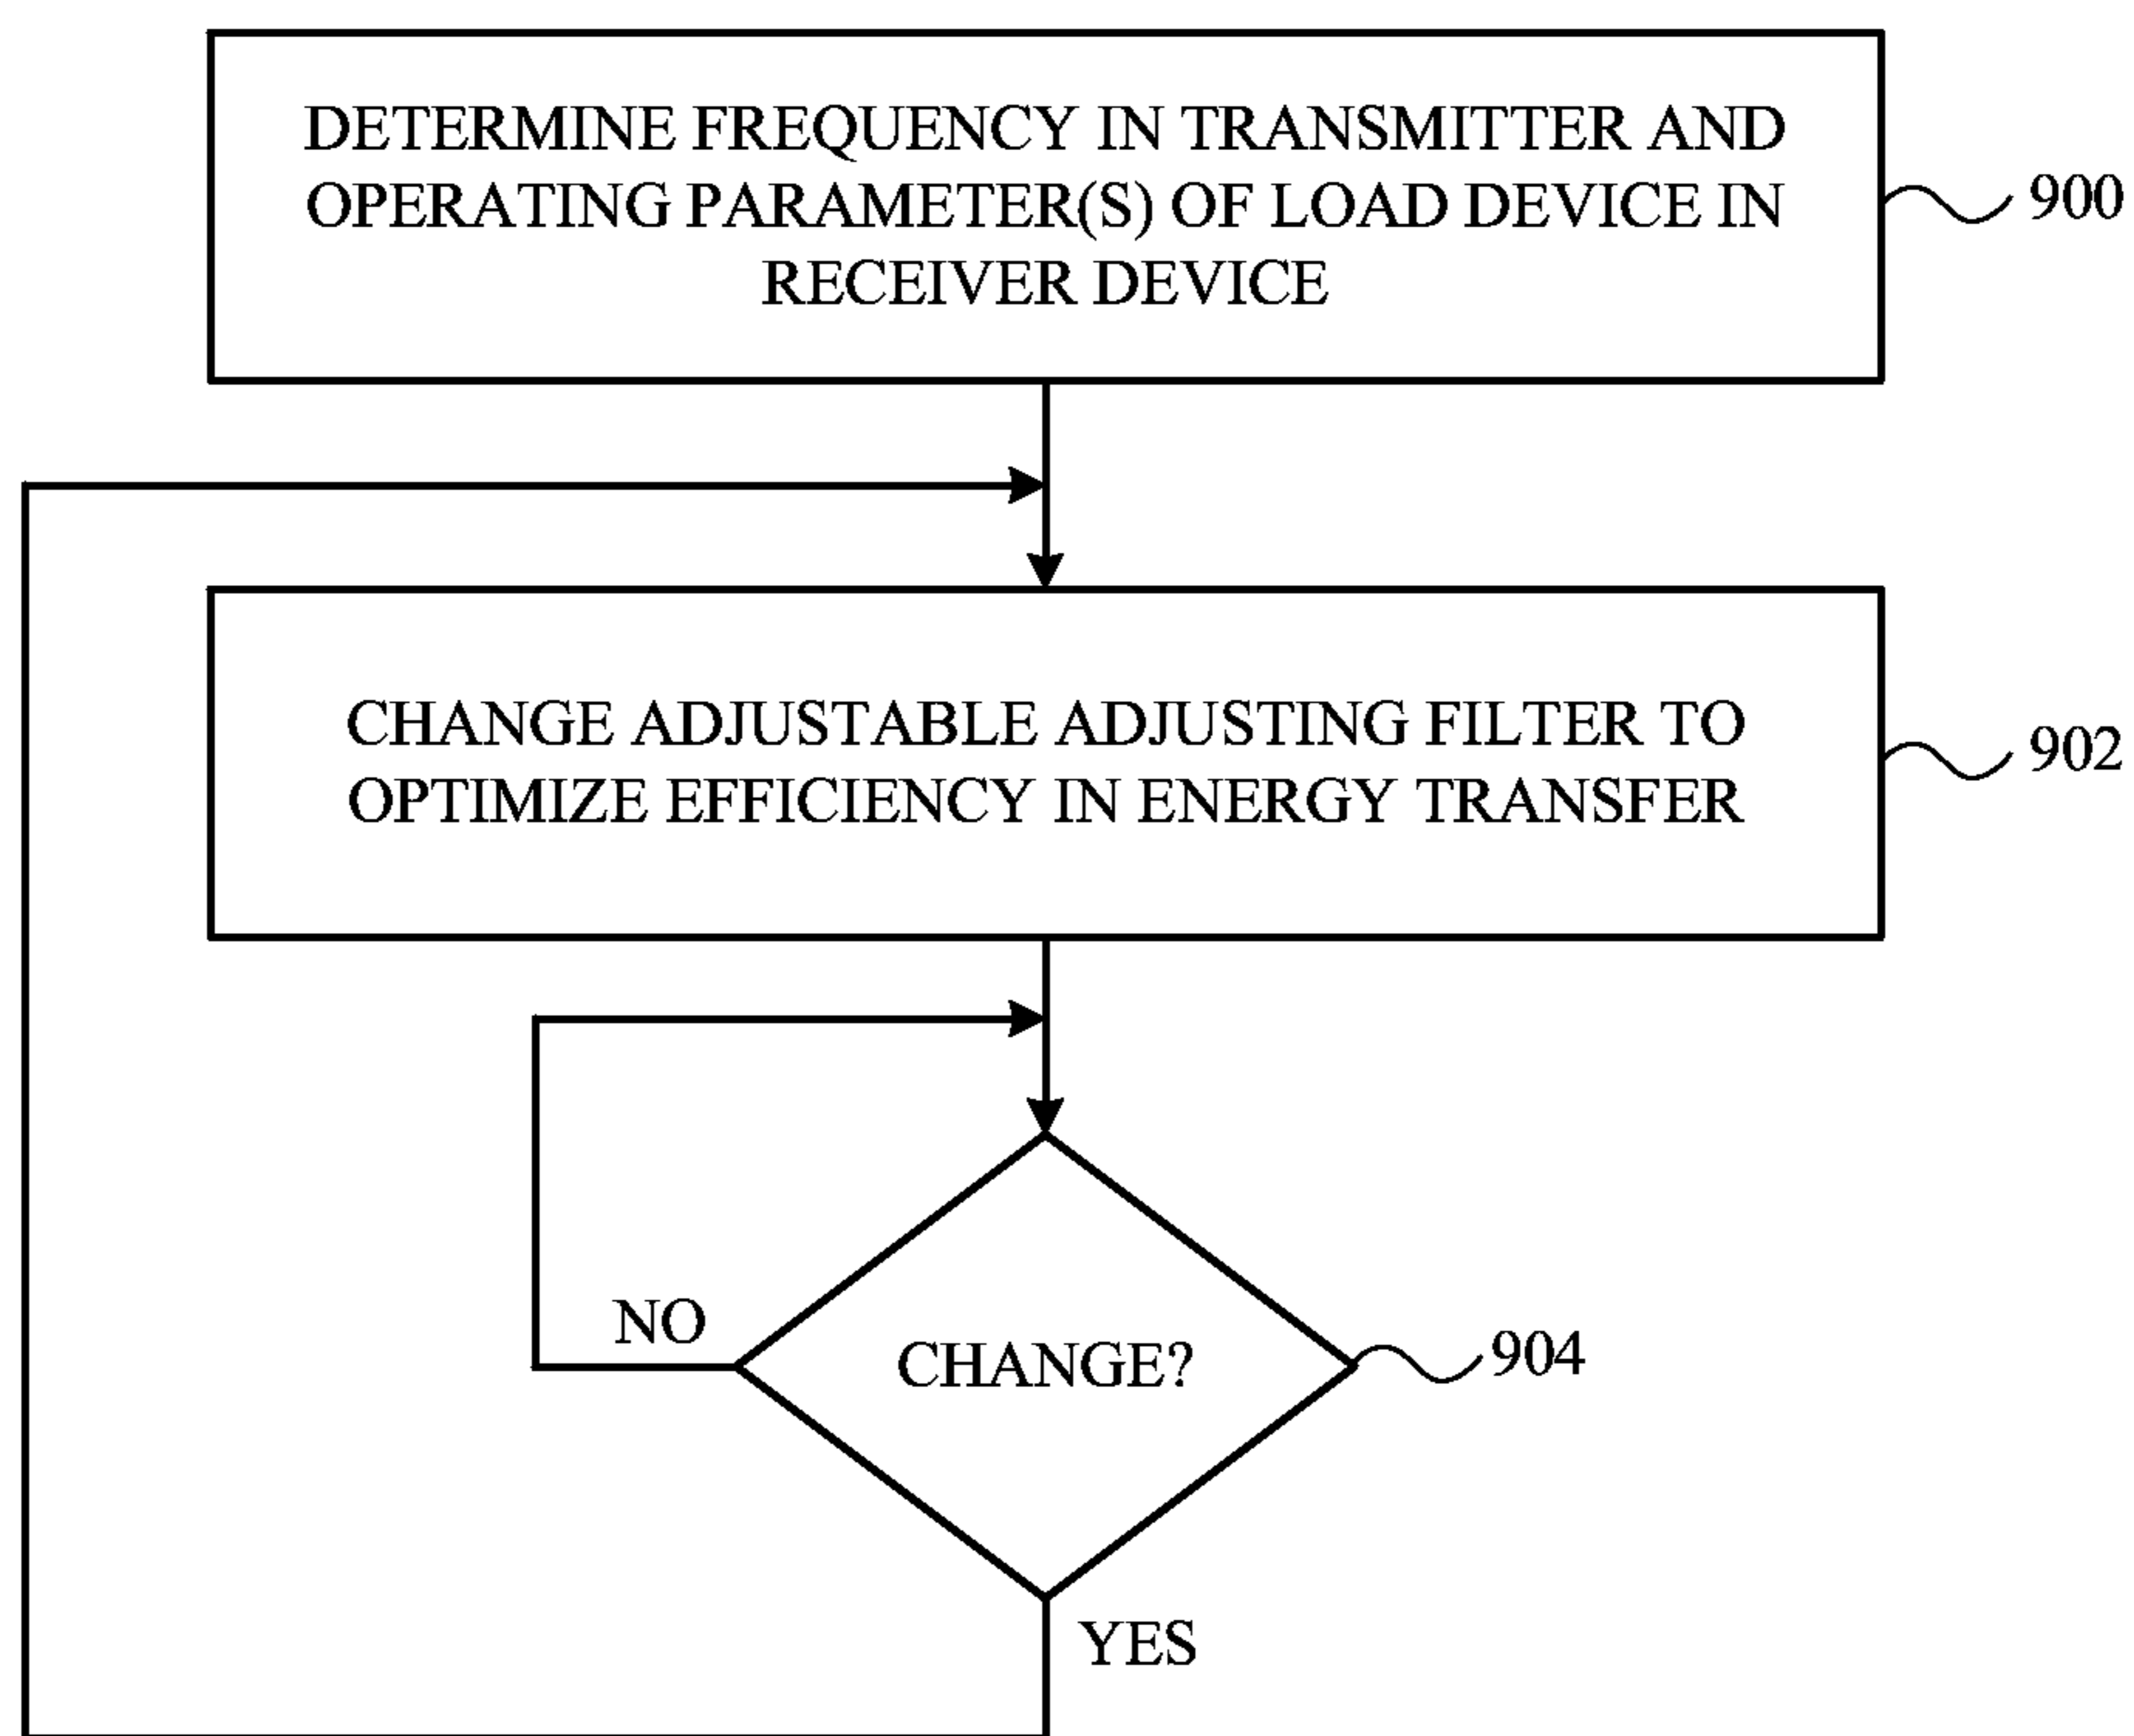 DETERMINE FREQUENCY IN TRANSMITTER AND
OPERATING PARAMETER(S) OF LOAD DEVICE IN
RECEIVER DEVICE
900
CHANGE ADJUSTABLE ADJUSTING FILTER TO
OPTIMIZE EFFICIENCY IN ENERGY TRANSFER
902
NO
CHANGE?
904
YES